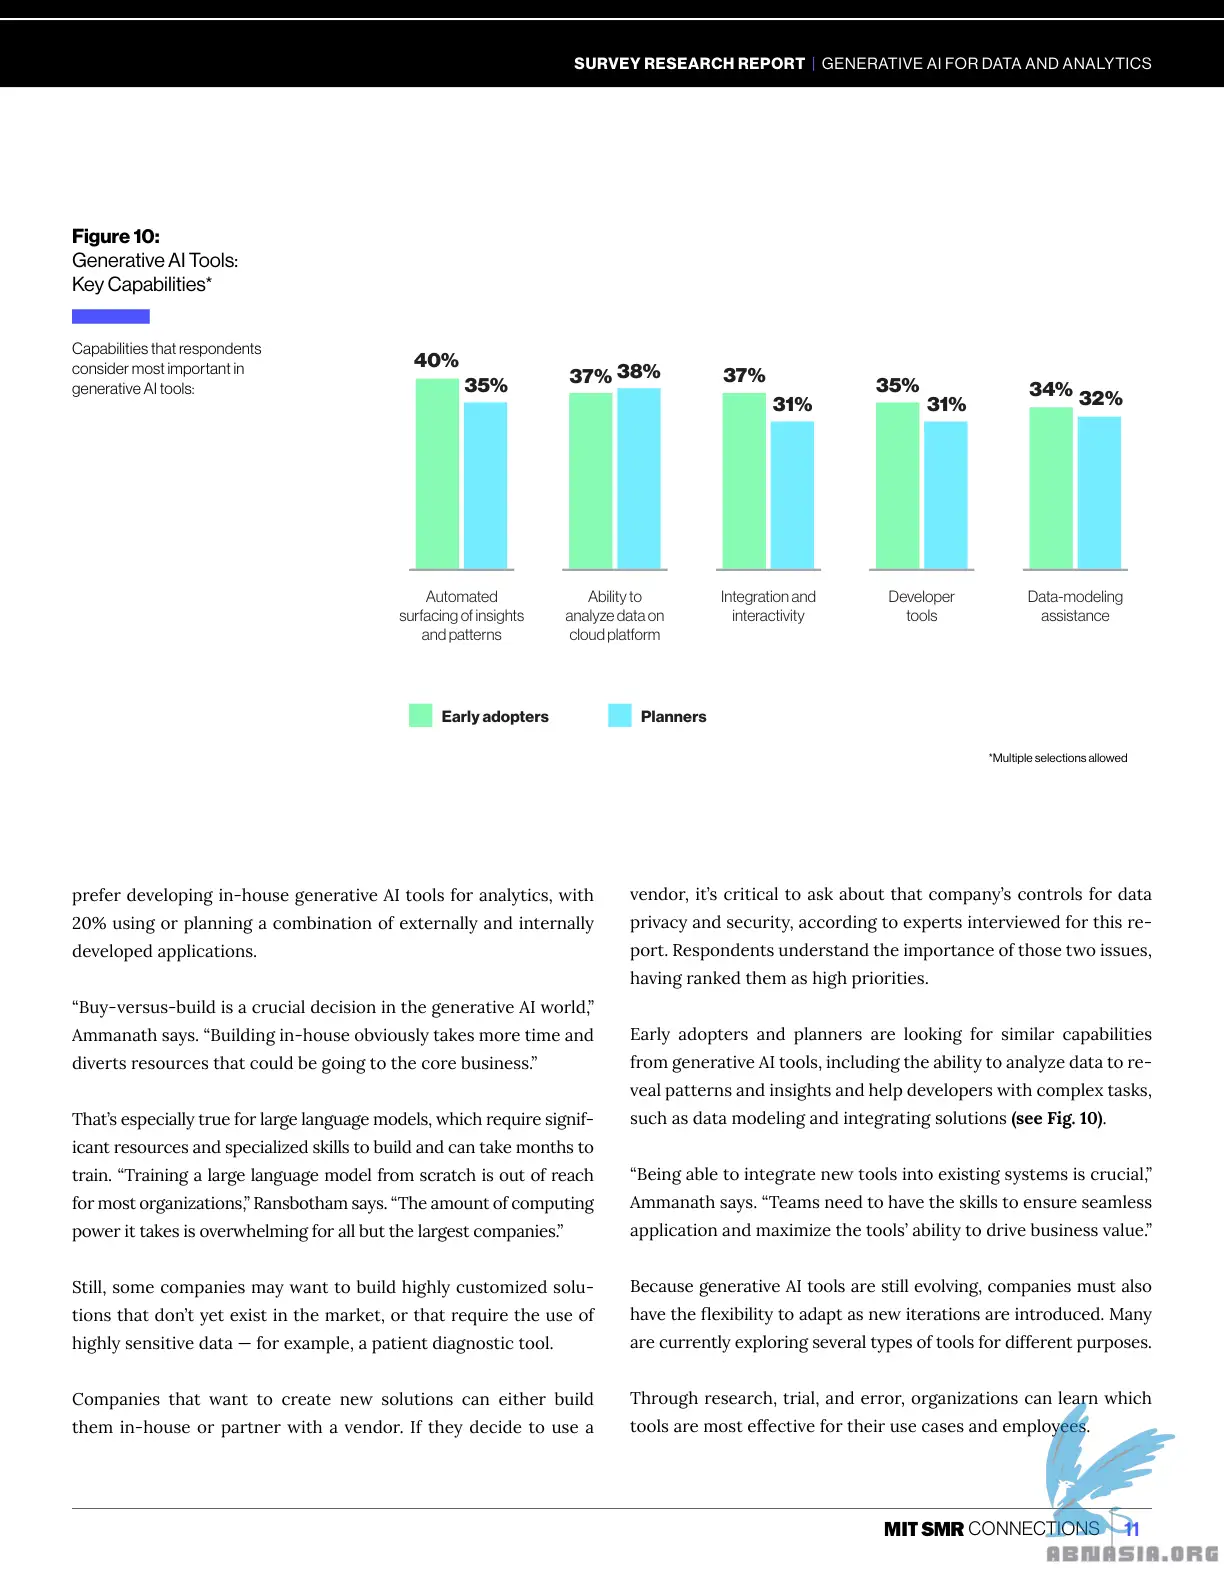 SURVEY RESEARCH REPORT | GENERATIVE AI FOR DATA AND ANALYTICS
Figure 10:
Generative AI Tools:
Key Capabilities*
Capabilities that respondents
consider most important in
generative AI tools:
40%
35%
37%
38%
37%
31%
35%
31%
34%
32%
Automated
surfacing of insights
and patterns
Ability to
analyze data on
cloud platform
Integration and
interactivity
Developer
tools
Data-modeling
assistance
Early adopters
Planners
*Multiple selections allowed
prefer developing in-house generative AI tools for analytics, with
20% using or planning a combination of externally and internally
developed applications.
“Buy-versus-build is a crucial decision in the generative AI world,”
Ammanath says. “Building in-house obviously takes more time and
diverts resources that could be going to the core business.”
That’s especially true for large language models, which require signif-
icant resources and specialized skills to build and can take months to
train. “Training a large language model from scratch is out of reach
for most organizations,” Ransbotham says. “The amount of computing
power it takes is overwhelming for all but the largest companies.”
Still, some companies may want to build highly customized solu-
tions that don’t yet exist in the market, or that require the use of
highly sensitive data — for example, a patient diagnostic tool.
Companies that want to create new solutions can either build
them in-house or partner with a vendor. If they decide to use a
vendor, it’s critical to ask about that company’s controls for data
privacy and security, according to experts interviewed for this re-
port. Respondents understand the importance of those two issues,
having ranked them as high priorities.
Early adopters and planners are looking for similar capabilities
from generative AI tools, including the ability to analyze data to re-
veal patterns and insights and help developers with complex tasks,
such as data modeling and integrating solutions (see Fig. 10).
“Being able to integrate new tools into existing systems is crucial,”
Ammanath says. “Teams need to have the skills to ensure seamless
application and maximize the tools’ ability to drive business value.”
Because generative AI tools are still evolving, companies must also
have the flexibility to adapt as new iterations are introduced. Many
are currently exploring several types of tools for different purposes.
Through research, trial, and error, organizations can learn which
tools are most effective for their use cases and employees.
MIT SMR CONNECTIONS 11
ABNASIA.ORG